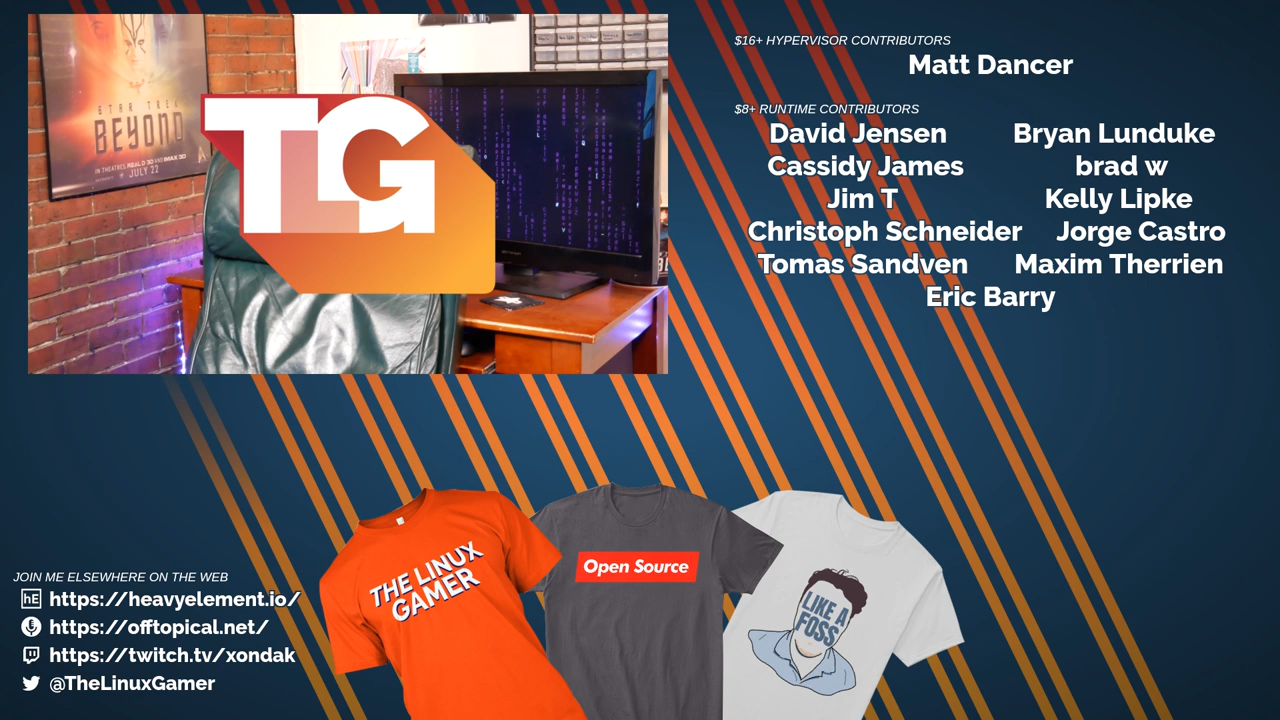 STAR TREK
BEYOND
IN THEATRES REALD 3D AND IMAX 3D
JULY 22
TLG
$16+ HYPERVISOR CONTRIBUTORS
Matt Dancer
$8+ RUNTIME CONTRIBUTORS
David Jensen Bryan Lunduke
Cassidy James brad w
Jim T Kelly Lipke
Christoph Schneider Jorge Castro
Tomas Sandven Maxim Therrien
Eric Barry
THE LINUX
GAMER
Open Source
LIKE A
FOSS
JOIN ME ELSEWHERE ON THE WEB
hE https://heavyelement.io/
https://offtopical.net/
https://twitch.tv/xondak
@TheLinuxGamer